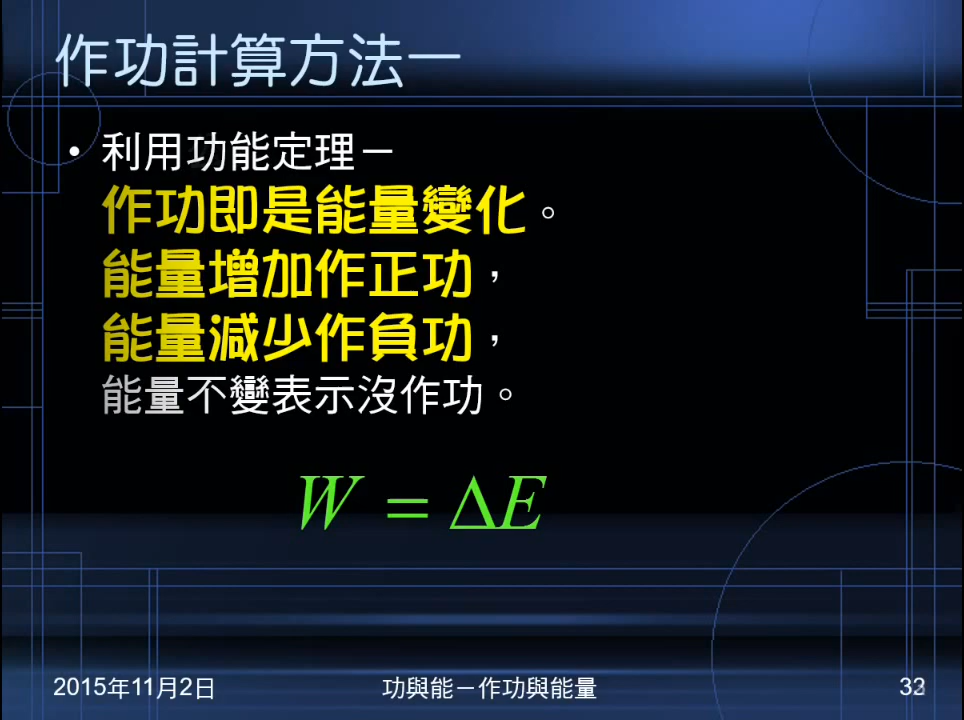 作功計算方法一
• 利用功能定理－
作功即是能量變化。
能量增加作正功，
能量減少作負功，
能量不變表示沒作功。
W = ΔE
2015年11月2日
功與能－作功與能量